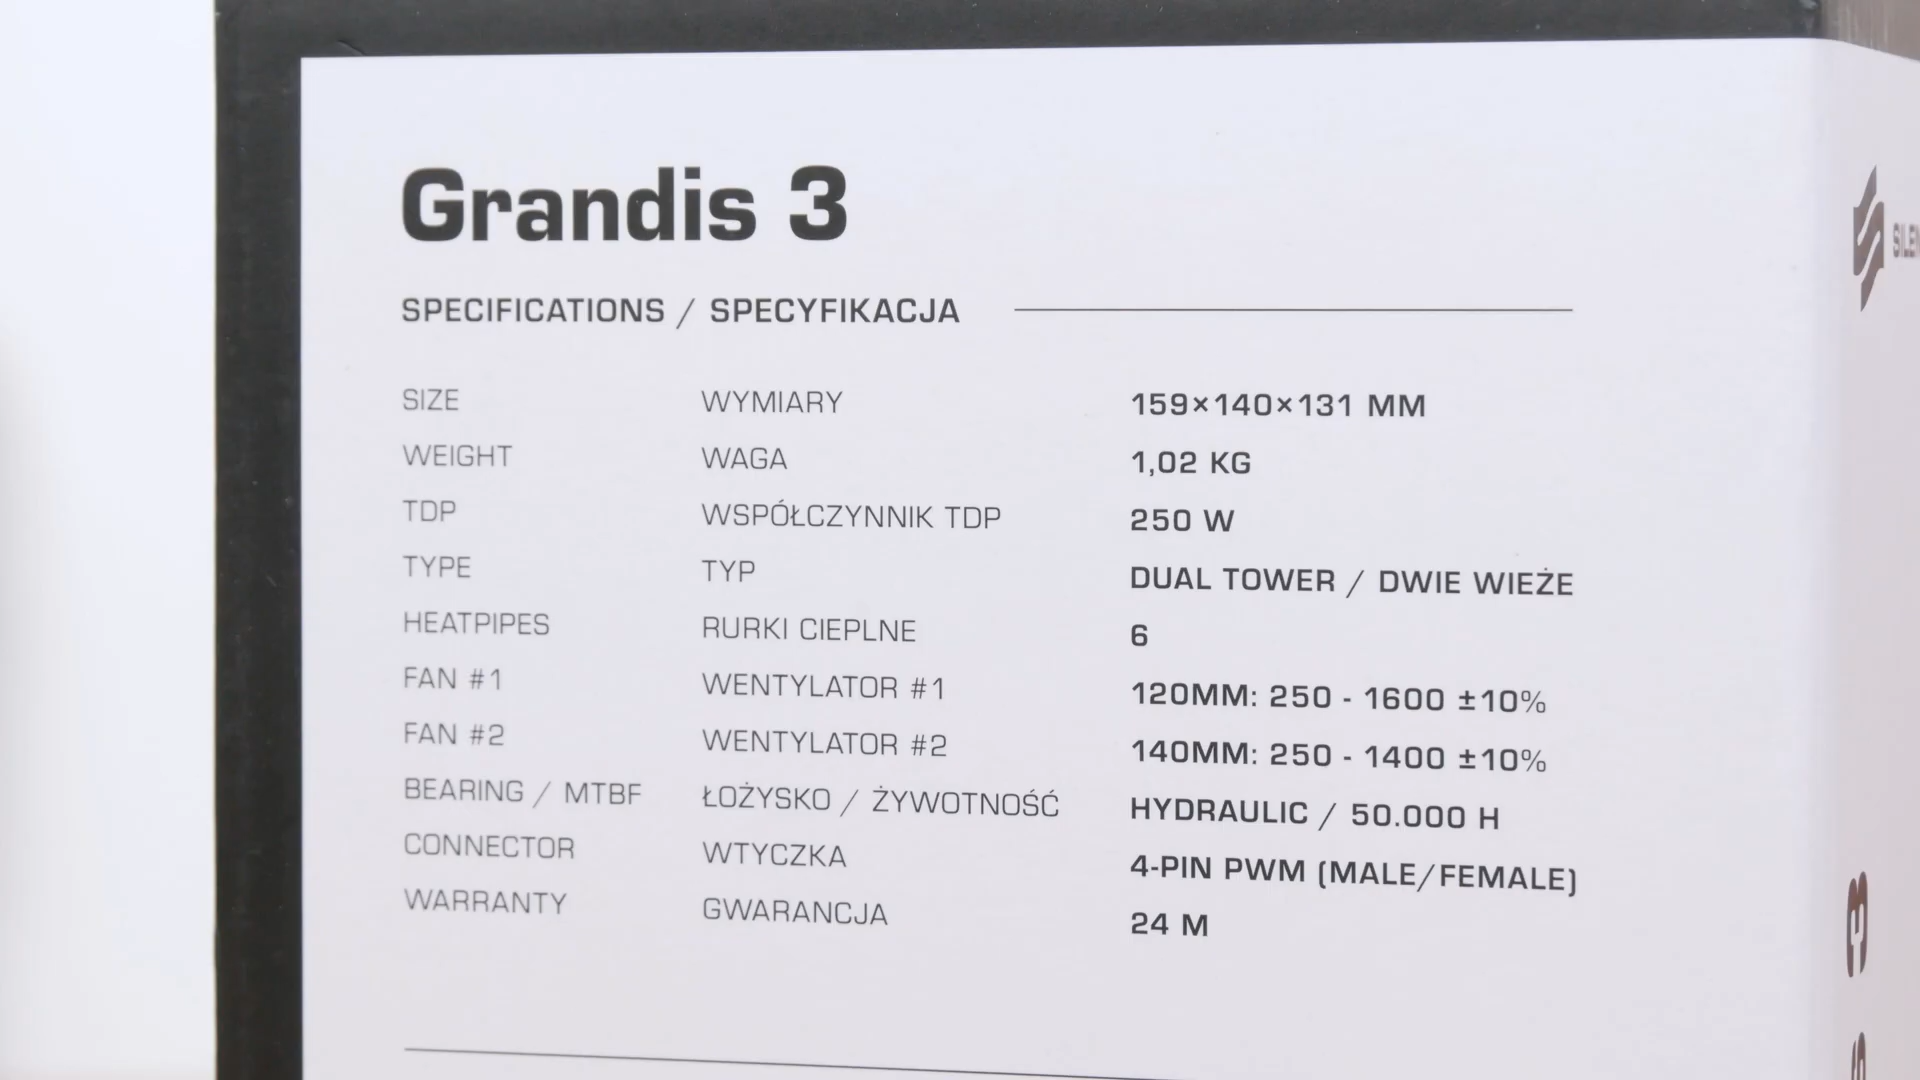 Grandis 3
SPECIFICATIONS / SPECYFIKACJA
SIZE WYMIARY 159×140×131 MM
WEIGHT WAGA 1,02 KG
TDP WSPÓŁCZYNNIK TDP 250 W
TYPE TYP DUAL TOWER / DWIE WIEŻE
HEATPIPES RURKI CIEPLNE 6
FAN #1 WENTYLATOR #1 120MM: 250 - 1600 ±10%
FAN #2 WENTYLATOR #2 140MM: 250 - 1400 ±10%
BEARING / MTBF ŁOŻYSKO / ŻYWOTNOŚĆ HYDRAULIC / 50.000 H
CONNECTOR WTYCZKA 4-PIN PWM (MALE/FEMALE)
WARRANTY GWARANCJA 24 M